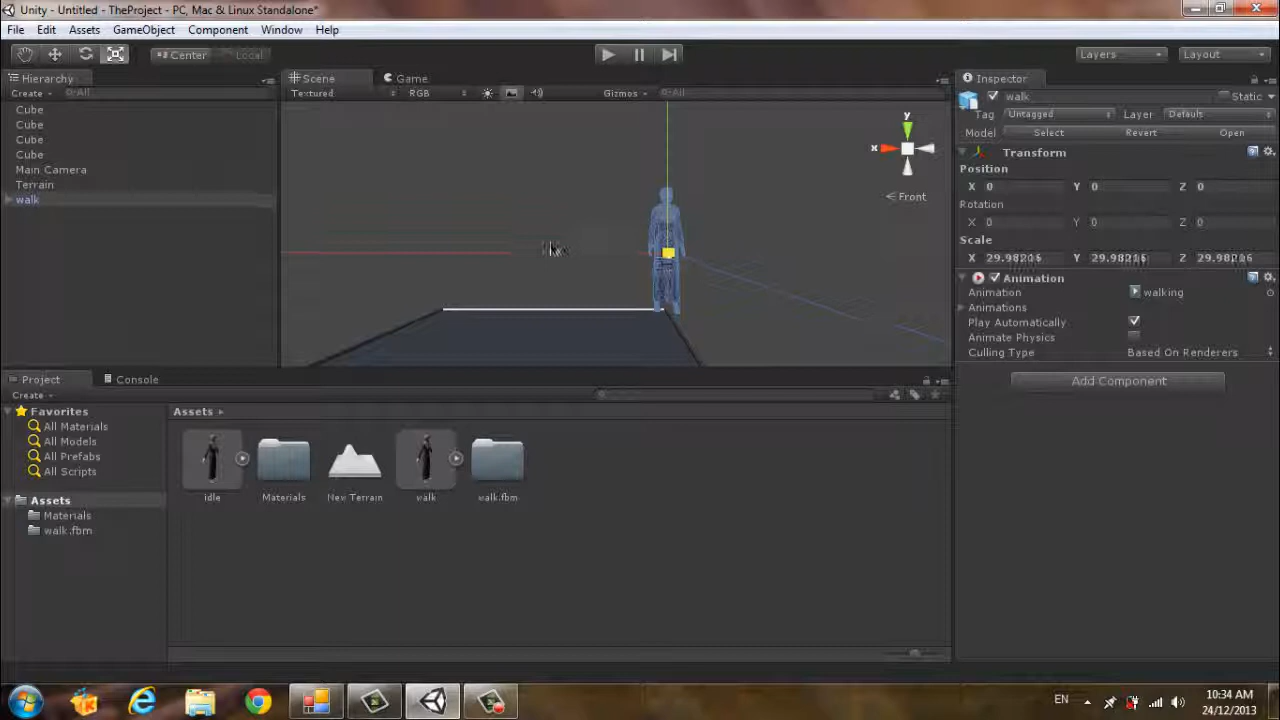 Unity - Untitled - TheProject - PC, Mac & Linux Standalone*
File Edit Assets GameObject Component Window Help
Center Local Layers Layout
Hierarchy
Create All
Cube
Cube
Cube
Cube
Main Camera
Terrain
walk
Scene Game
Textured RGB Gizmos All
y
x
Front
Inspector
walk Static
Tag Untagged Layer Default
Model Select Revert Open
Transform
Position
X 0 Y 0 Z 0
Rotation
X 0 Y 0 Z 0
Scale
X 29.98216 Y 29.98216 Z 29.98216
Animation
Animation walking
Animations
Play Automatically
Animate Physics
Culling Type Based On Renderers
Add Component
Project Console
Create
Favorites
All Materials
All Models
All Prefabs
All Scripts
Assets
Materials
walk.fbm
Assets
idle Materials New Terrain walk walk.fbm
EN
10:34 AM
24/12/2013